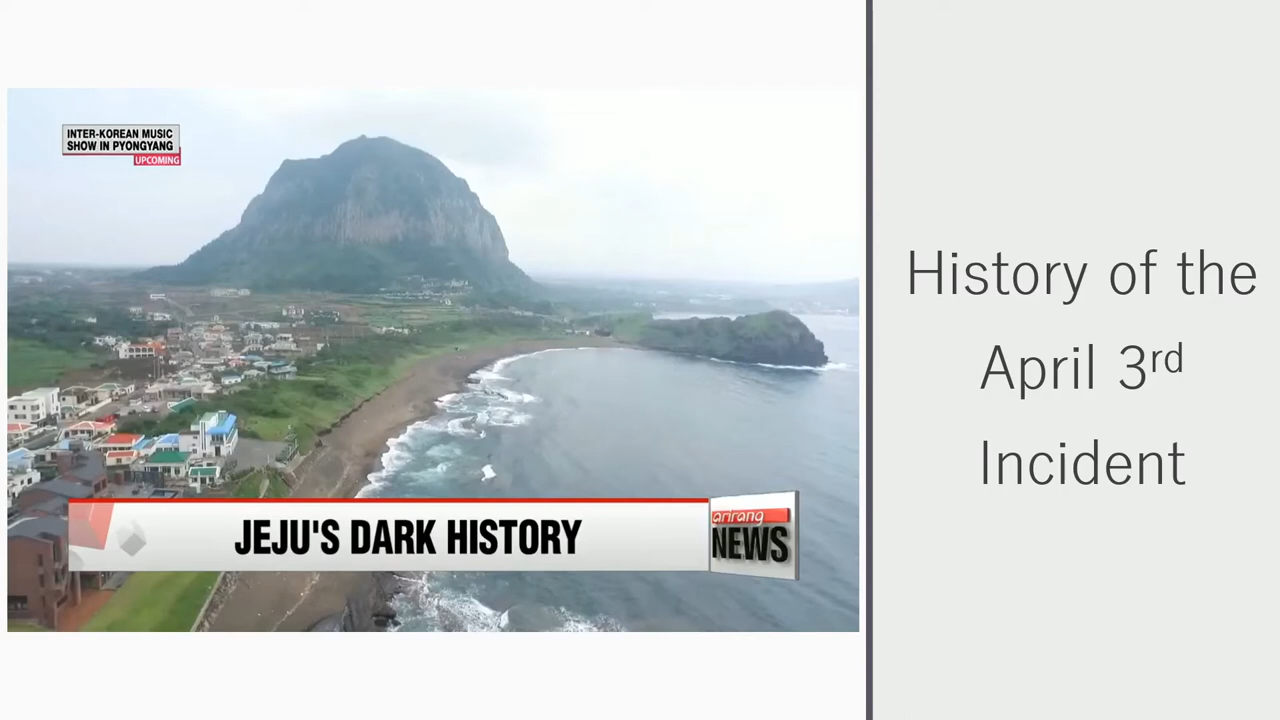 INTER-KOREAN MUSIC
SHOW IN PYONGYANG
UPCOMING
JEJU'S DARK HISTORY
arirang
NEWS
History of the
April 3rd
Incident